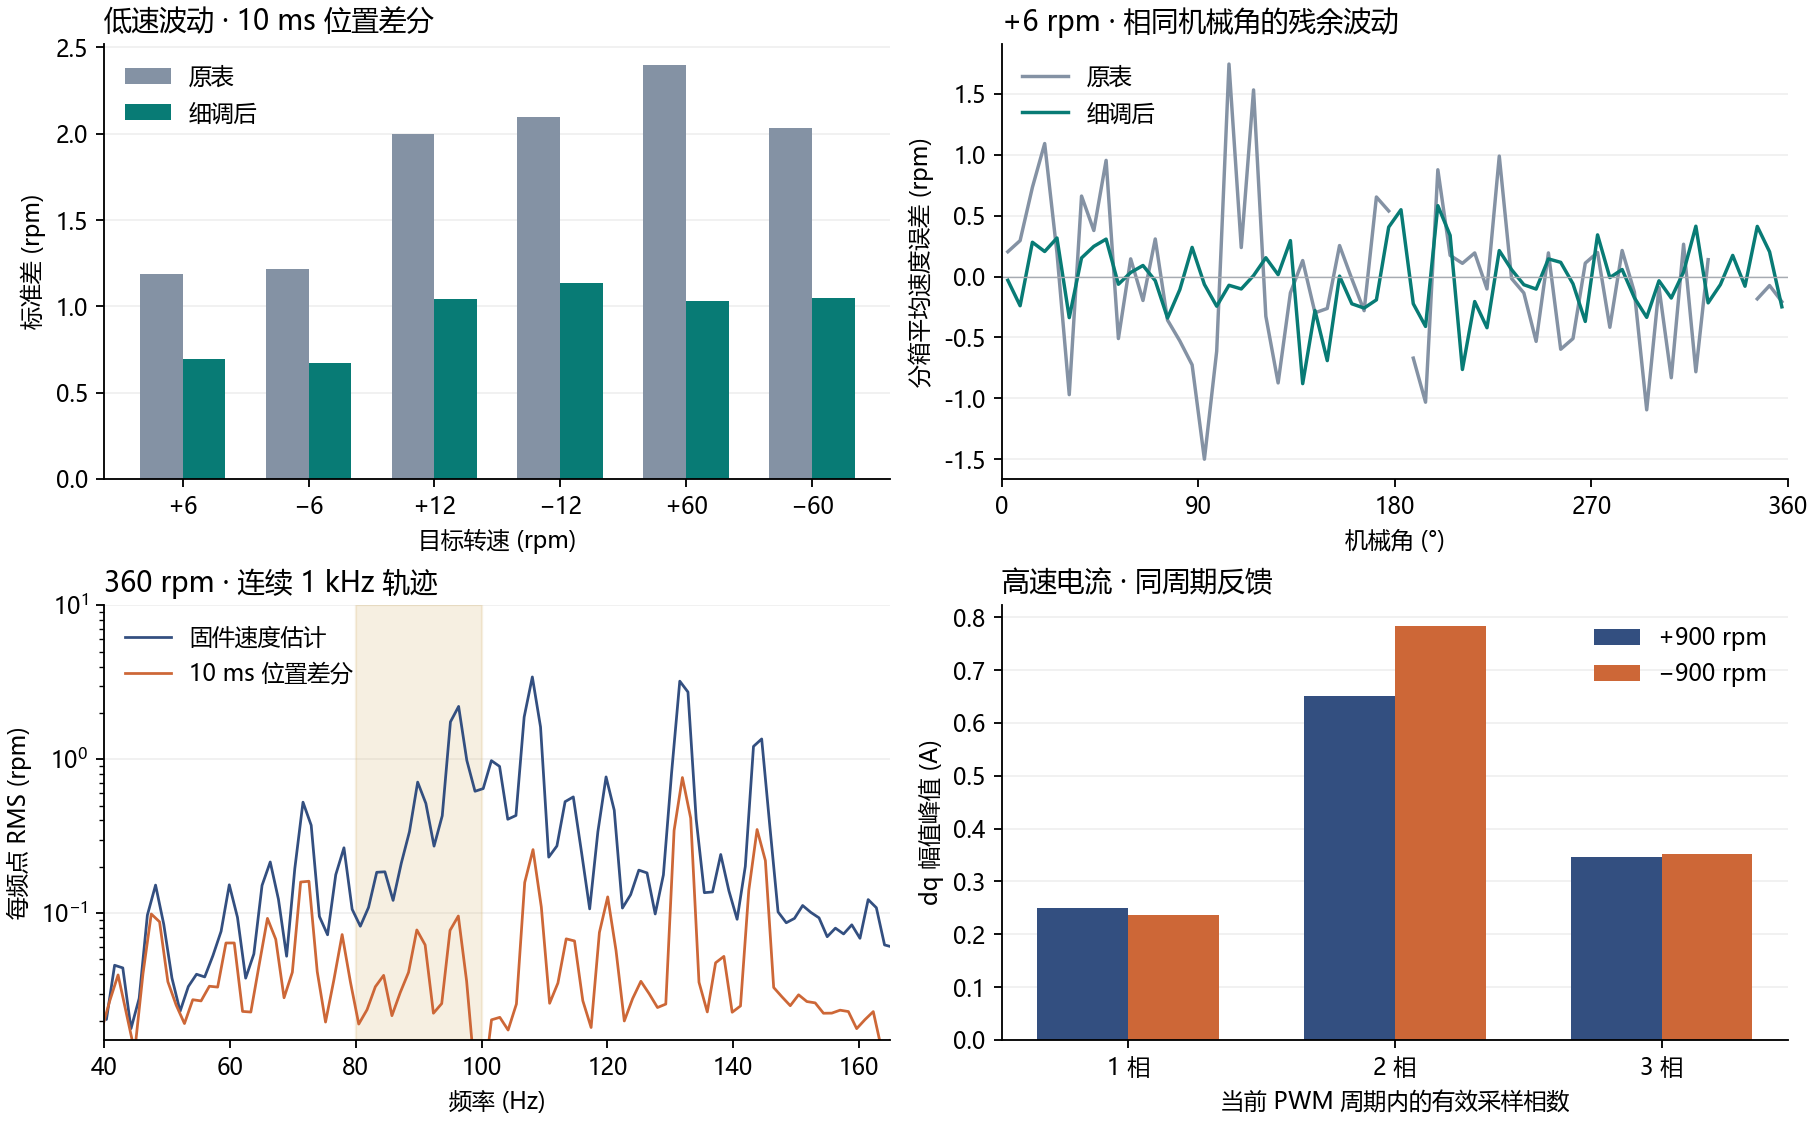 低速波动 · 10 ms 位置差分
2.5
2.0
1.5
1.0
0.5
0.0
标准差 (rpm)
原表
细调后
+6
−6
+12
−12
+60
−60
目标转速 (rpm)
+6 rpm · 相同机械角的残余波动
1.5
1.0
0.5
0.0
-0.5
-1.0
-1.5
分箱平均速度误差 (rpm)
原表
细调后
0
90
180
270
360
机械角 (°)
360 rpm · 连续 1 kHz 轨迹
10¹
10⁰
10⁻¹
每频点 RMS (rpm)
固件速度估计
10 ms 位置差分
40
60
80
100
120
140
160
频率 (Hz)
高速电流 · 同周期反馈
0.8
0.7
0.6
0.5
0.4
0.3
0.2
0.1
0.0
dq 幅值峰值 (A)
+900 rpm
−900 rpm
1 相
2 相
3 相
当前 PWM 周期内的有效采样相数